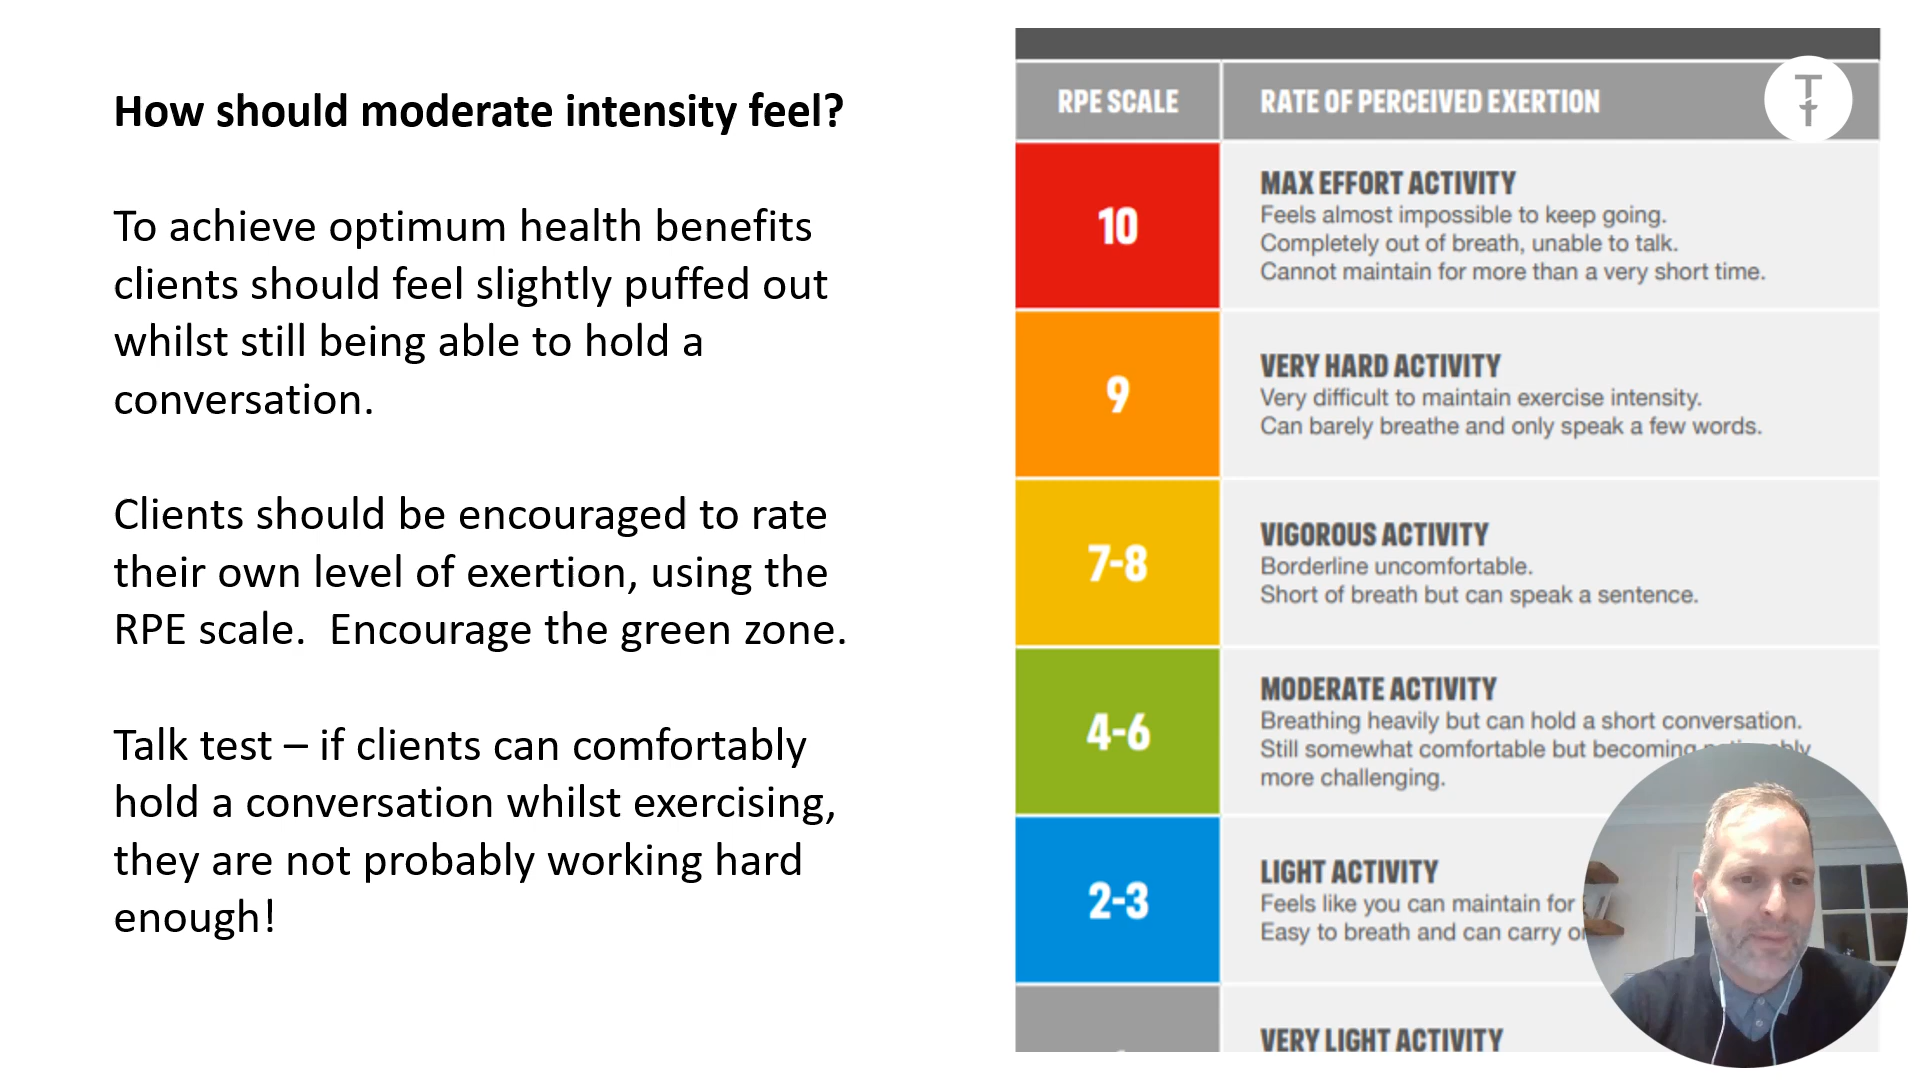 How should moderate intensity feel?
To achieve optimum health benefits
clients should feel slightly puffed out
whilst still being able to hold a
conversation.
Clients should be encouraged to rate
their own level of exertion, using the
RPE scale.  Encourage the green zone.
Talk test – if clients can comfortably
hold a conversation whilst exercising,
they are not probably working hard
enough!
RPE SCALE
RATE OF PERCEIVED EXERTION
10
MAX EFFORT ACTIVITY
Feels almost impossible to keep going.
Completely out of breath, unable to talk.
Cannot maintain for more than a very short time.
9
VERY HARD ACTIVITY
Very difficult to maintain exercise intensity.
Can barely breathe and only speak a few words.
7-8
VIGOROUS ACTIVITY
Borderline uncomfortable.
Short of breath but can speak a sentence.
4-6
MODERATE ACTIVITY
Breathing heavily but can hold a short conversation.
Still somewhat comfortable but becoming noticeably
more challenging.
2-3
LIGHT ACTIVITY
Feels like you can maintain for
Easy to breath and can carry
VERY LIGHT ACTIVITY